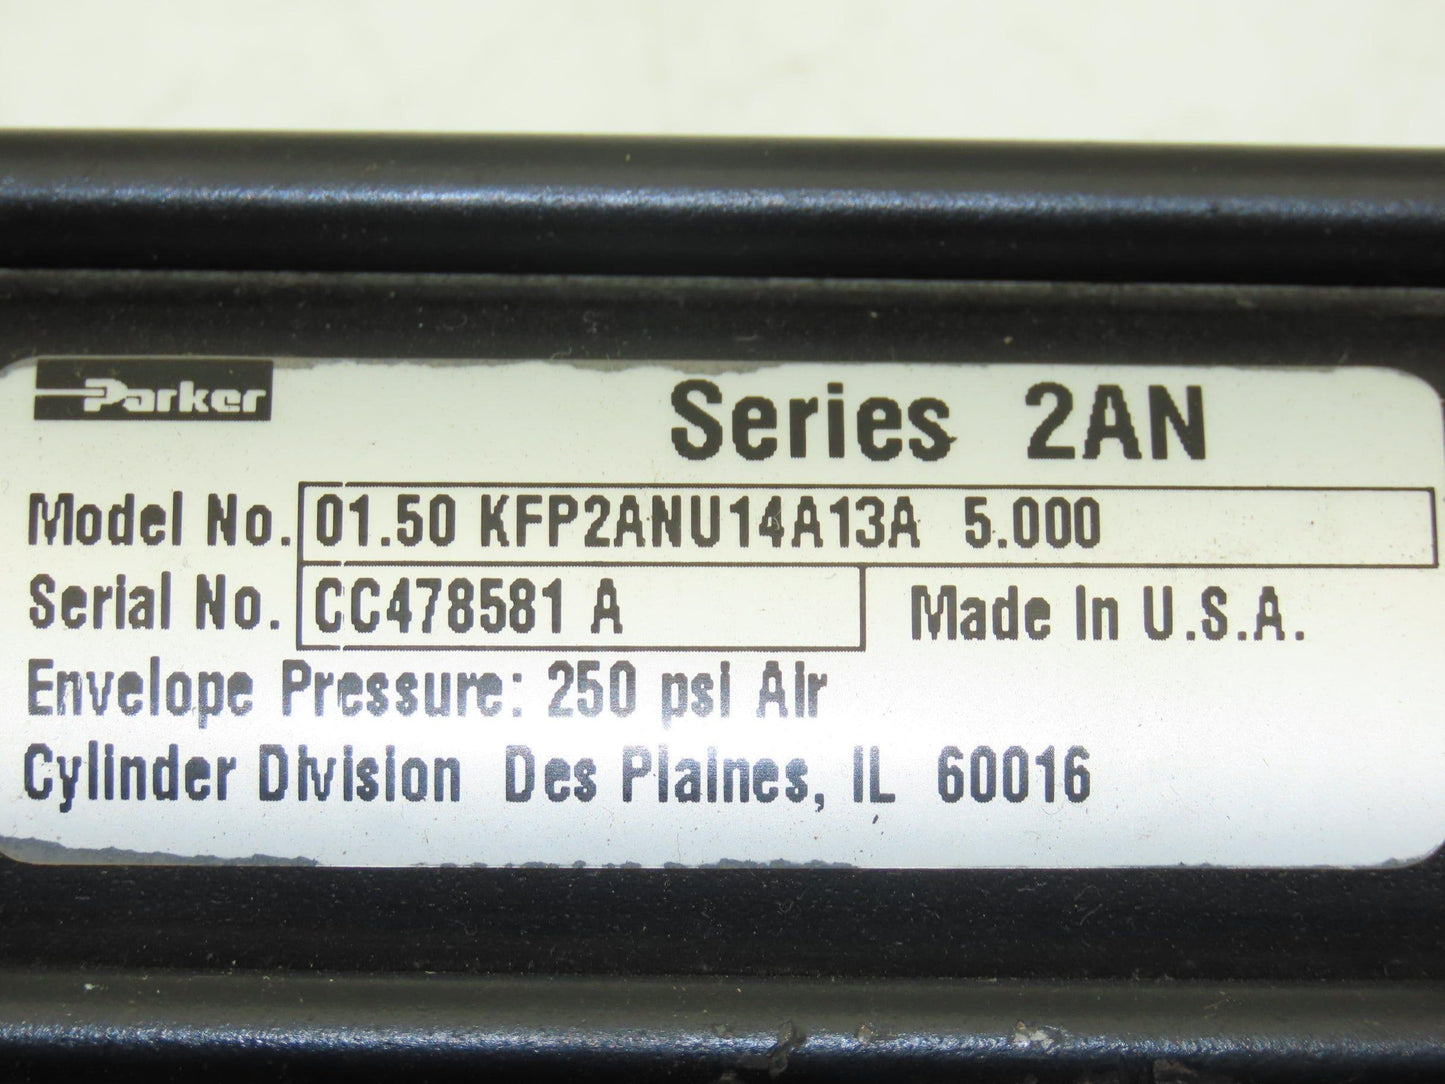 Parker
Series 2AN
Model No. 01.50 KFP2ANU14A13A 5.000
Serial No. CC478581 A Made In U.S.A.
Envelope Pressure: 250 psi Air
Cylinder Division Des Plaines, IL 60016